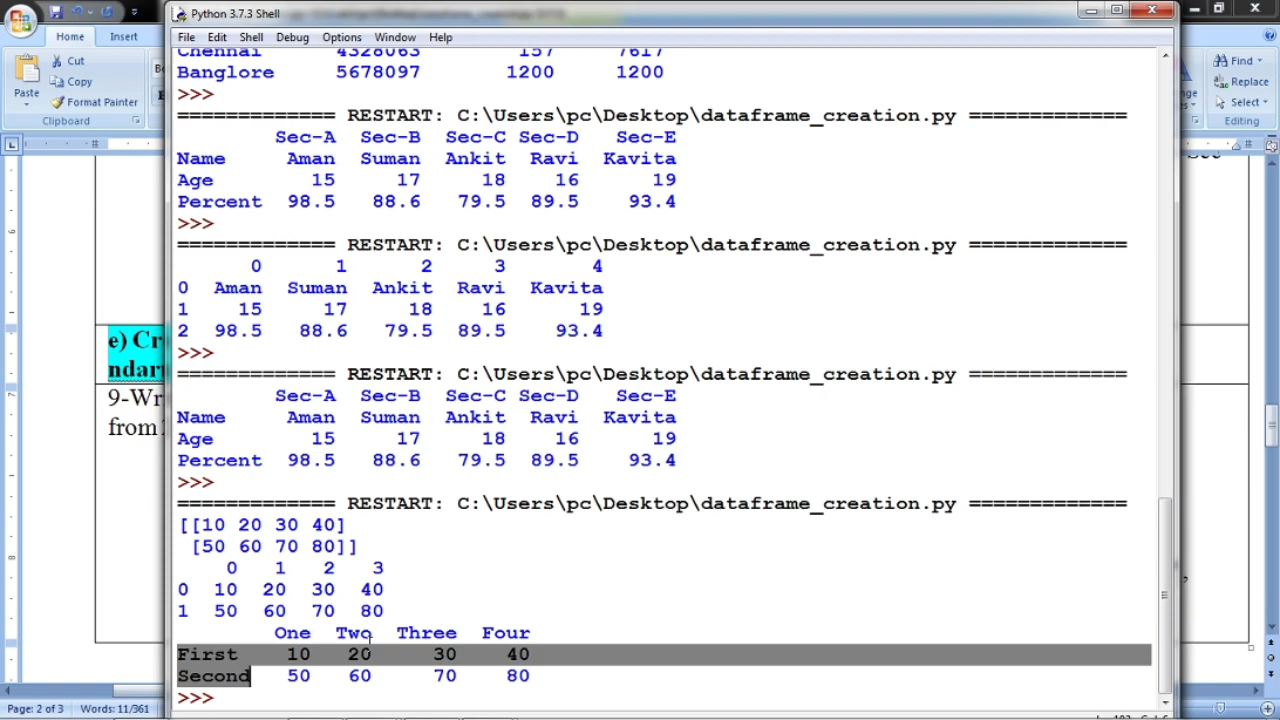 Python 3.7.3 Shell
File Edit Shell Debug Options Window Help
Home Insert
Cut
Copy
Format Painter
Paste
Clipboard
Find
Replace
Select
Editing
Chennai 4328063 157 7617
Banglore 5678097 1200 1200
>>>
============= RESTART: C:\Users\pc\Desktop\dataframe_creation.py =============
Sec-A Sec-B Sec-C Sec-D Sec-E
Name Aman Suman Ankit Ravi Kavita
Age 15 17 18 16 19
Percent 98.5 88.6 79.5 89.5 93.4
>>>
============= RESTART: C:\Users\pc\Desktop\dataframe_creation.py =============
0 1 2 3 4
0 Aman Suman Ankit Ravi Kavita
1 15 17 18 16 19
2 98.5 88.6 79.5 89.5 93.4
>>>
============= RESTART: C:\Users\pc\Desktop\dataframe_creation.py =============
Sec-A Sec-B Sec-C Sec-D Sec-E
Name Aman Suman Ankit Ravi Kavita
Age 15 17 18 16 19
Percent 98.5 88.6 79.5 89.5 93.4
>>>
============= RESTART: C:\Users\pc\Desktop\dataframe_creation.py =============
[[10 20 30 40]
[50 60 70 80]]
0 1 2 3
0 10 20 30 40
1 50 60 70 80
One Two Three Four
First 10 20 30 40
Second 50 60 70 80
>>>
e) Cr
ndarr
9-Wr
from
Page: 2 of 3 Words: 11/361